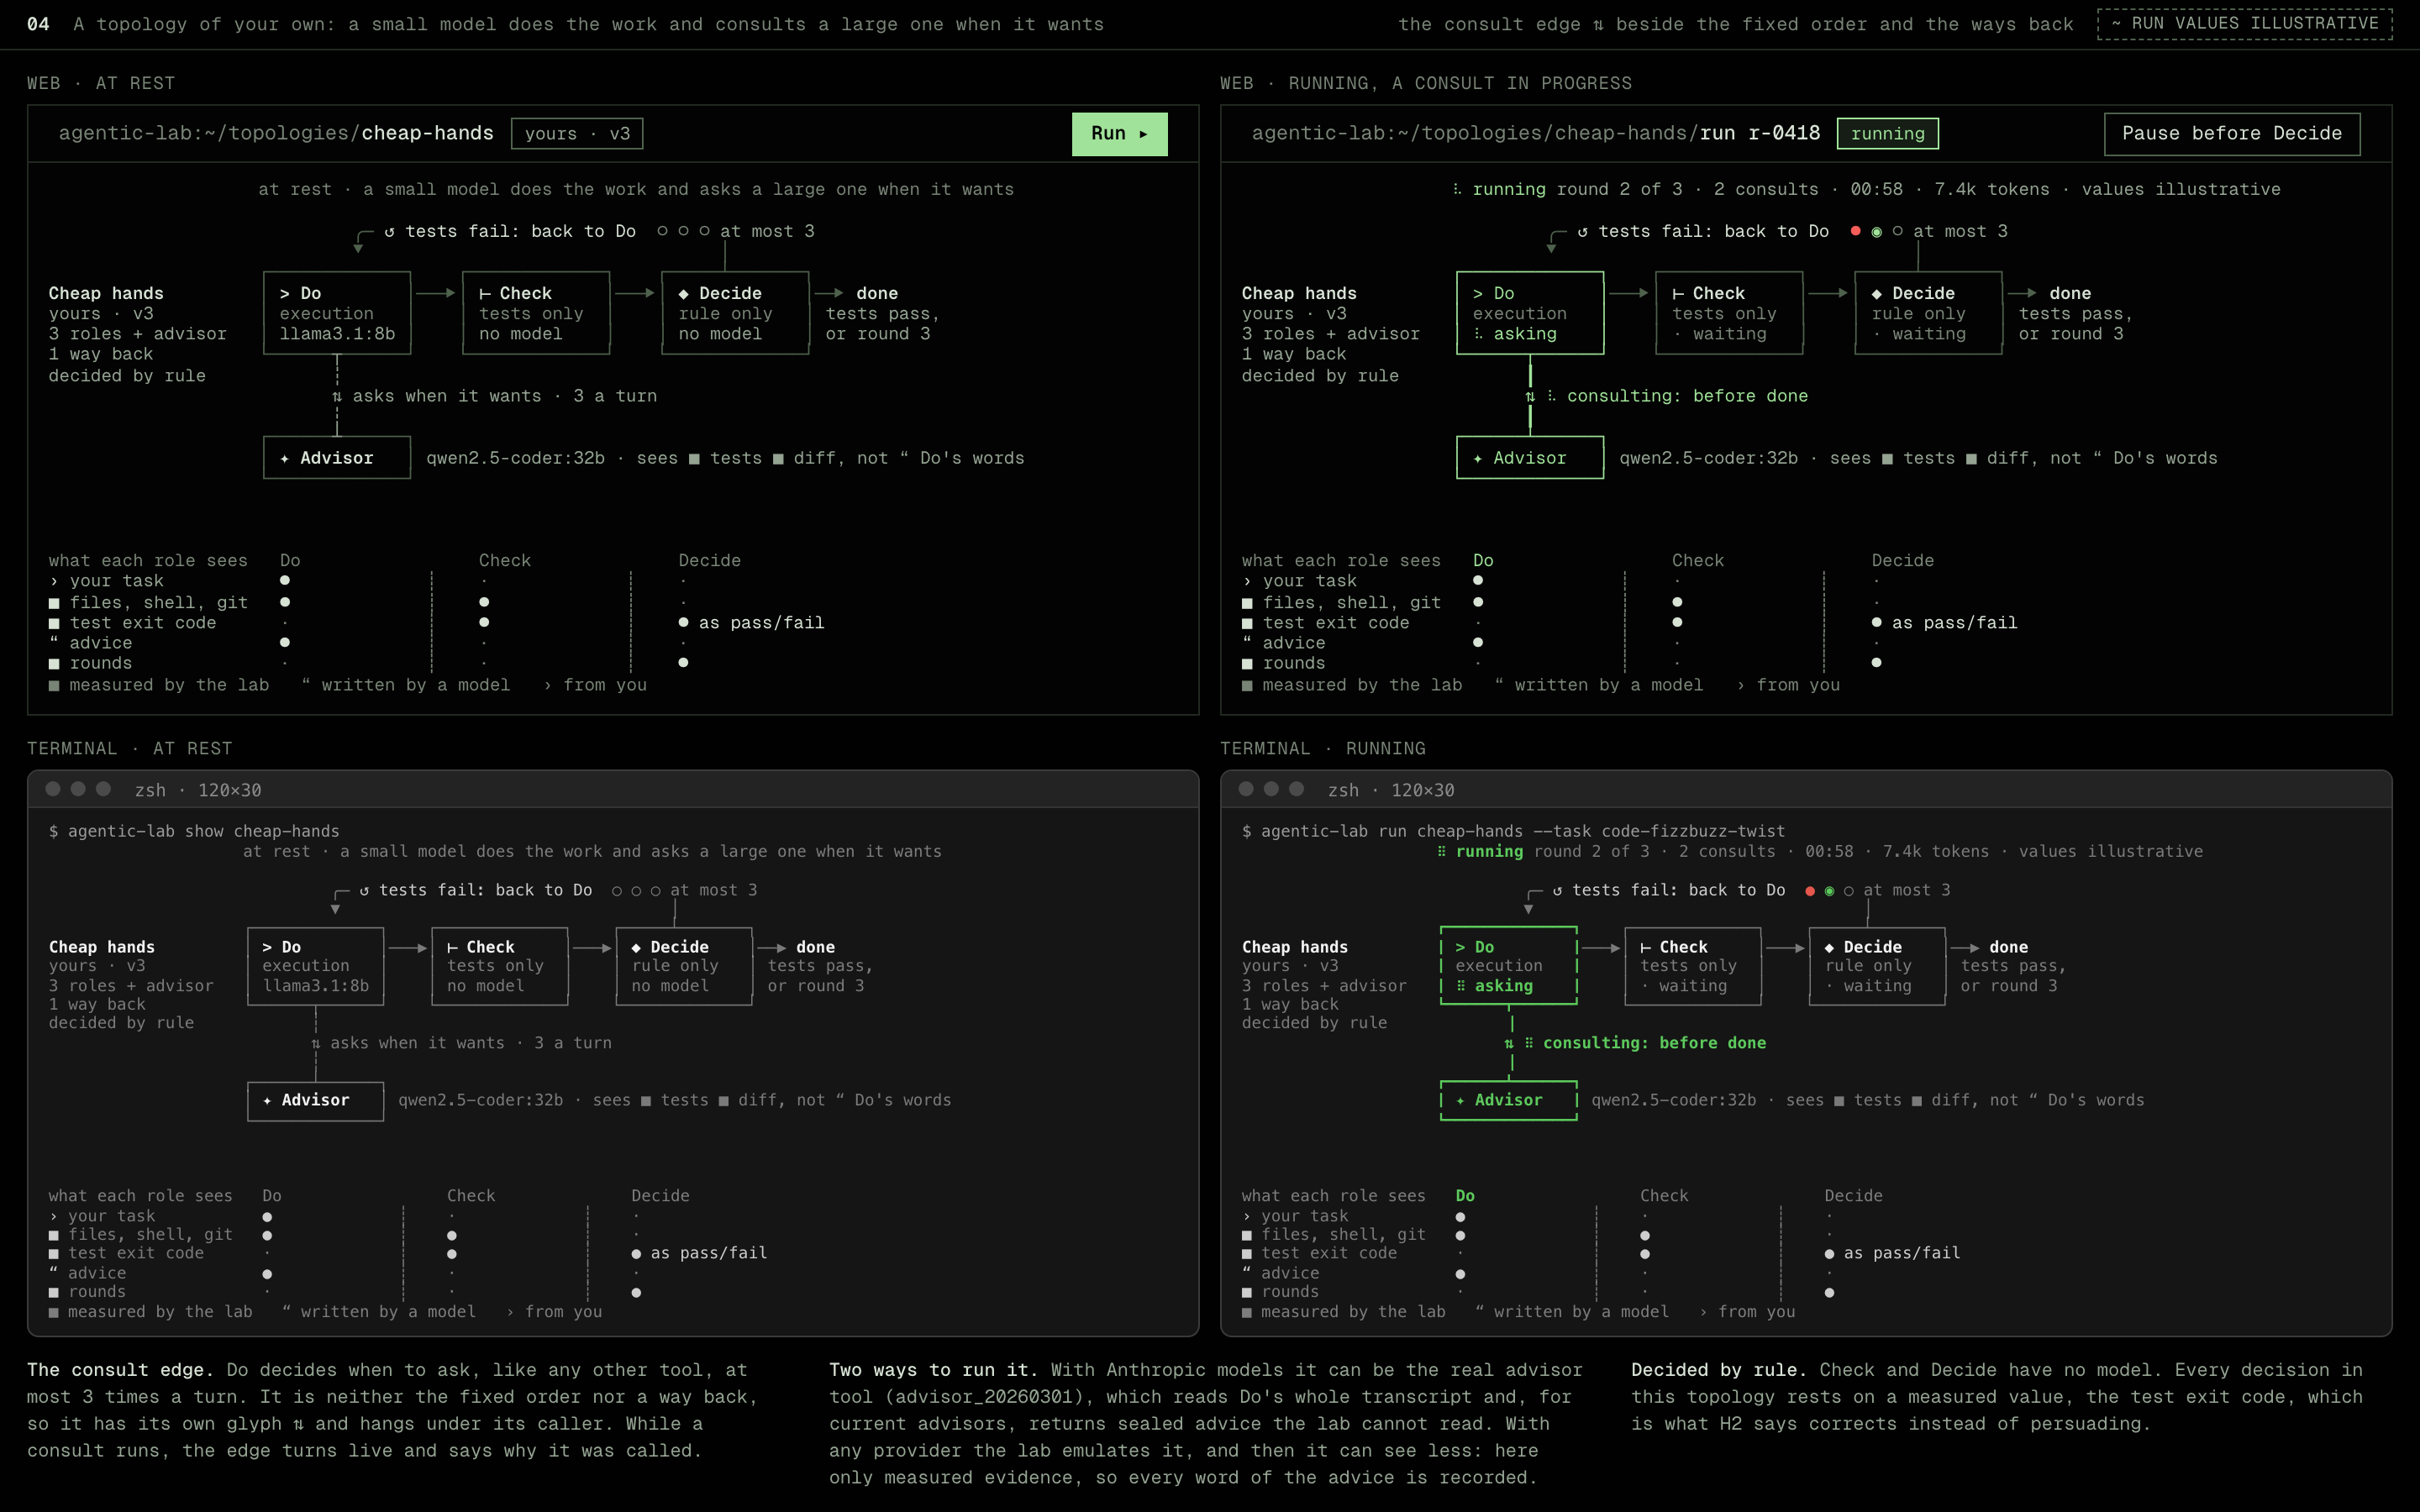 04 A topology of your own: a small model does the work and consults a large one when it wants
the consult edge ⇅ beside the fixed order and the ways back
~ RUN VALUES ILLUSTRATIVE
WEB · AT REST
agentic-lab:~/topologies/cheap-hands
yours · v3
Run ▸
at rest · a small model does the work and asks a large one when it wants
↺ tests fail: back to Do ○ ○ ○ at most 3
Cheap hands
yours · v3
3 roles + advisor
1 way back
decided by rule
> Do
execution
llama3.1:8b
⊢ Check
tests only
no model
◆ Decide
rule only
no model
done
tests pass,
or round 3
⇅ asks when it wants · 3 a turn
✦ Advisor
qwen2.5-coder:32b · sees ■ tests ■ diff, not “ Do's words
what each role sees Do Check Decide
› your task ● · ·
■ files, shell, git ● ● ·
■ test exit code · ● ● as pass/fail
“ advice ● · ·
■ rounds · · ●
■ measured by the lab “ written by a model › from you
WEB · RUNNING, A CONSULT IN PROGRESS
agentic-lab:~/topologies/cheap-hands/run r-0418
running
Pause before Decide
running round 2 of 3 · 2 consults · 00:58 · 7.4k tokens · values illustrative
↺ tests fail: back to Do ● ◉ ○ at most 3
Cheap hands
yours · v3
3 roles + advisor
1 way back
decided by rule
> Do
execution
asking
⊢ Check
tests only
· waiting
◆ Decide
rule only
· waiting
done
tests pass,
or round 3
⇅ consulting: before done
✦ Advisor
qwen2.5-coder:32b · sees ■ tests ■ diff, not “ Do's words
what each role sees Do Check Decide
› your task ● · ·
■ files, shell, git ● ● ·
■ test exit code · ● ● as pass/fail
“ advice ● · ·
■ rounds · · ●
■ measured by the lab “ written by a model › from you
TERMINAL · AT REST
zsh · 120×30
$ agentic-lab show cheap-hands
at rest · a small model does the work and asks a large one when it wants
↺ tests fail: back to Do ○ ○ ○ at most 3
Cheap hands
yours · v3
3 roles + advisor
1 way back
decided by rule
> Do
execution
llama3.1:8b
⊢ Check
tests only
no model
◆ Decide
rule only
no model
done
tests pass,
or round 3
⇅ asks when it wants · 3 a turn
✦ Advisor
qwen2.5-coder:32b · sees ■ tests ■ diff, not “ Do's words
what each role sees Do Check Decide
› your task ● · ·
■ files, shell, git ● ● ·
■ test exit code · ● ● as pass/fail
“ advice ● · ·
■ rounds · · ●
■ measured by the lab “ written by a model › from you
TERMINAL · RUNNING
zsh · 120×30
$ agentic-lab run cheap-hands --task code-fizzbuzz-twist
running round 2 of 3 · 2 consults · 00:58 · 7.4k tokens · values illustrative
↺ tests fail: back to Do ● ◉ ○ at most 3
Cheap hands
yours · v3
3 roles + advisor
1 way back
decided by rule
> Do
execution
asking
⊢ Check
tests only
· waiting
◆ Decide
rule only
· waiting
done
tests pass,
or round 3
⇅ consulting: before done
✦ Advisor
qwen2.5-coder:32b · sees ■ tests ■ diff, not “ Do's words
what each role sees Do Check Decide
› your task ● · ·
■ files, shell, git ● ● ·
■ test exit code · ● ● as pass/fail
“ advice ● · ·
■ rounds · · ●
■ measured by the lab “ written by a model › from you
The consult edge. Do decides when to ask, like any other tool, at
most 3 times a turn. It is neither the fixed order nor a way back,
so it has its own glyph ⇅ and hangs under its caller. While a
consult runs, the edge turns live and says why it was called.
Two ways to run it. With Anthropic models it can be the real advisor
tool (advisor_20260301), which reads Do's whole transcript and, for
current advisors, returns sealed advice the lab cannot read. With
any provider the lab emulates it, and then it can see less: here
only measured evidence, so every word of the advice is recorded.
Decided by rule. Check and Decide have no model. Every decision in
this topology rests on a measured value, the test exit code, which
is what H2 says corrects instead of persuading.